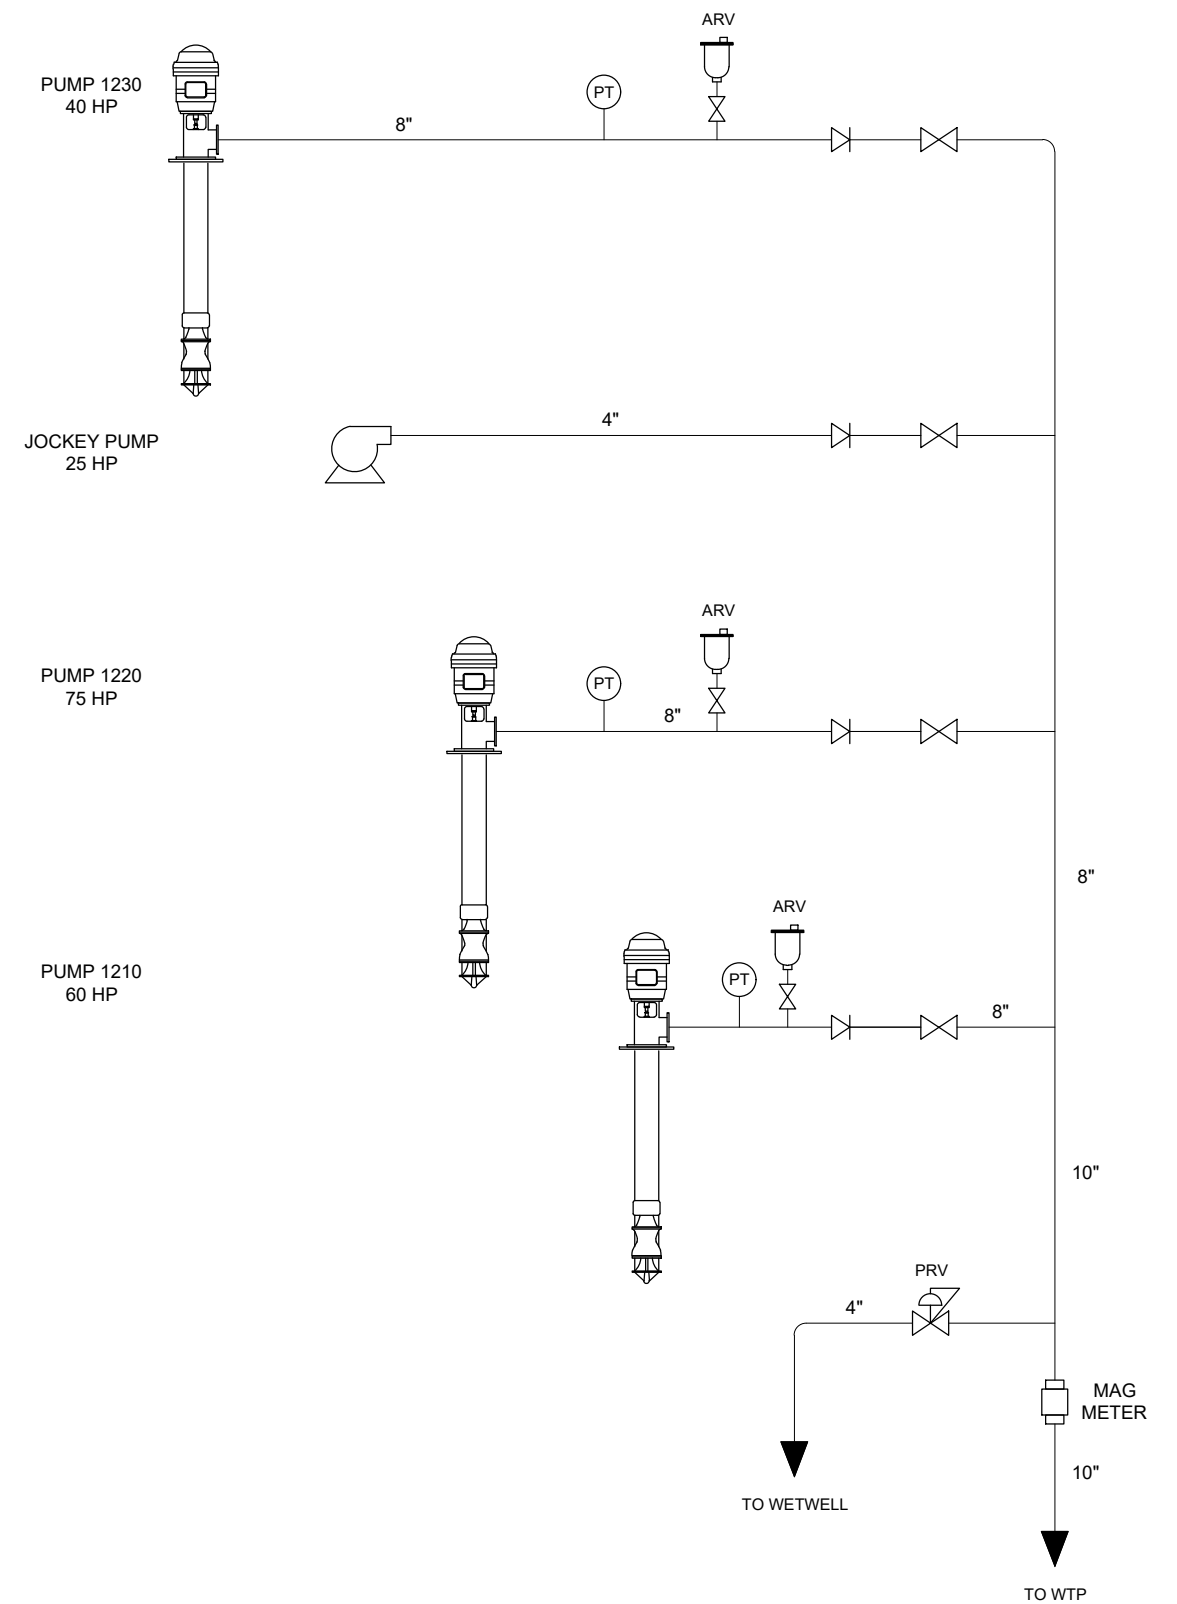 ARV
PUMP 1230
40 HP
PT
8"
4"
JOCKEY PUMP
25 HP
ARV
PUMP 1220
75 HP
PT
8"
8"
ARV
PUMP 1210
60 HP
PT
8"
10"
PRV
4"
MAG
METER
10"
TO WETWELL
TO WTP